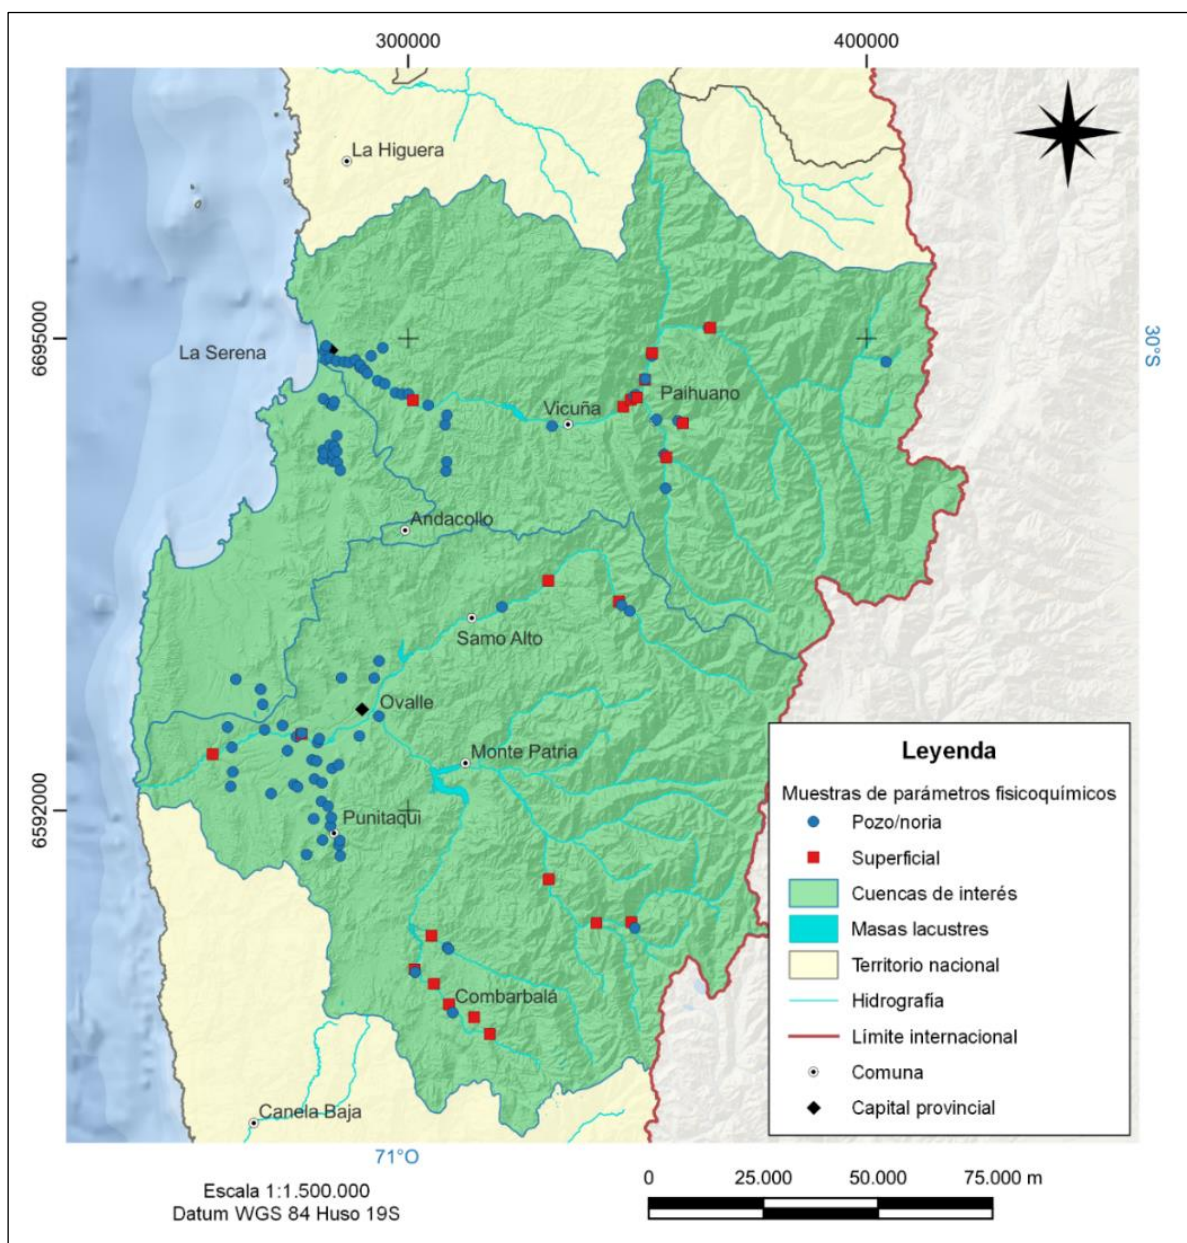 300000
400000
La Higuera
6695000
30°S
La Serena
Paihuano
Vicuña
Andacollo
Samo Alto
Ovalle
Monte Patria
6592000
Punitaqui
Combarbalá
Canela Baja
71°O
Leyenda
Muestras de parámetros fisicoquímicos
Pozo/noria
Superficial
Cuencas de interés
Masas lacustres
Territorio nacional
Hidrografía
Límite internacional
Comuna
Capital provincial
Escala 1:1.500.000
Datum WGS 84 Huso 19S
0 25.000 50.000 75.000 m